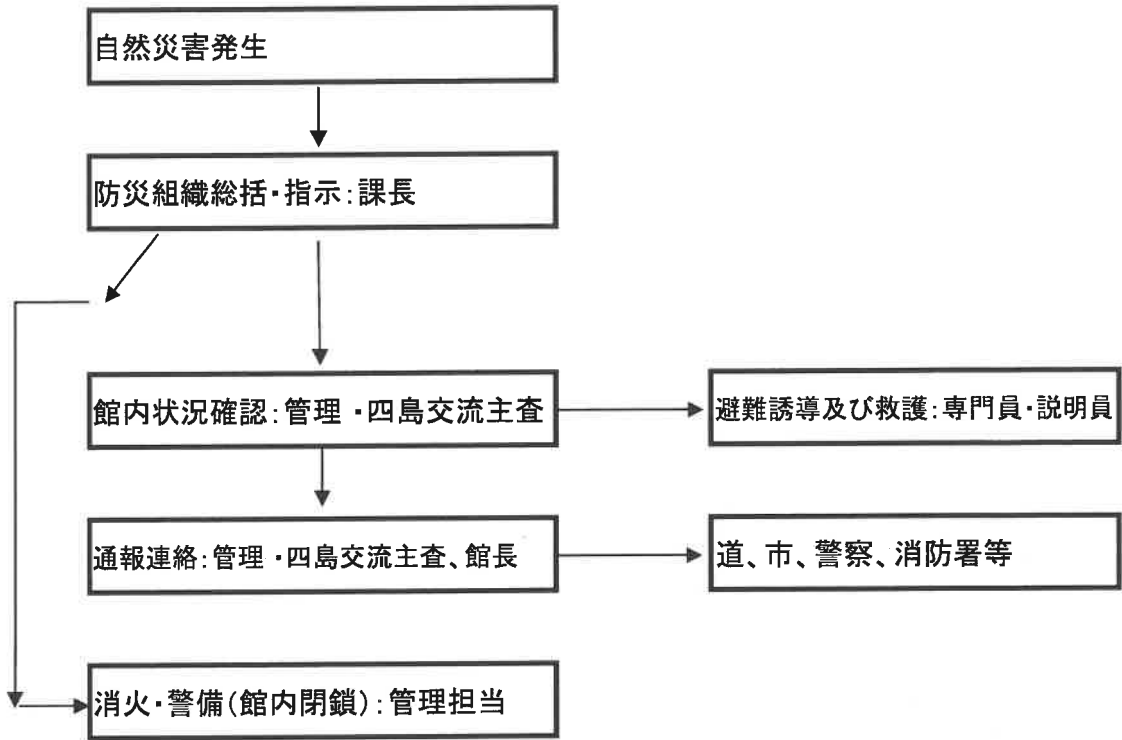 自然災害発生
防災組織総括・指示:課長
館内状況確認:管理・四島交流主査
避難誘導及び救護:専門員・説明員
通報連絡:管理・四島交流主査、館長
道、市、警察、消防署等
消火・警備(館内閉鎖):管理担当